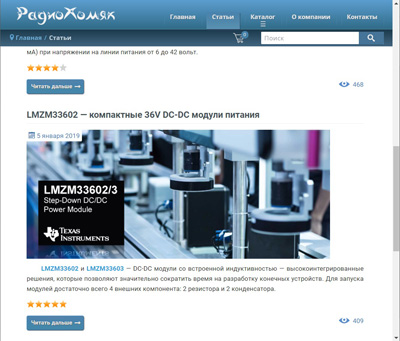 РадиоХомяк
Главная Статьи Каталог О компании Контакты
Главная / Статьи
0
Поиск
мА) при напряжении на линии питания от 6 до 42 вольт.
Читать дальше →
468
LMZM33602 — компактные 36V DC-DC модули питания
5 января 2019
LMZM33602/3
Step-Down DC/DC
Power Module
TEXAS
INSTRUMENTS
LMZM33602 и LMZM33603 — DC-DC модули со встроенной индуктивностью — высокоинтегрированные
решения, которые позволяют значительно сократить время на разработку конечных устройств. Для запуска
модулей достаточно всего 4 внешних компонента: 2 резистора и 2 конденсатора.
Читать дальше →
409